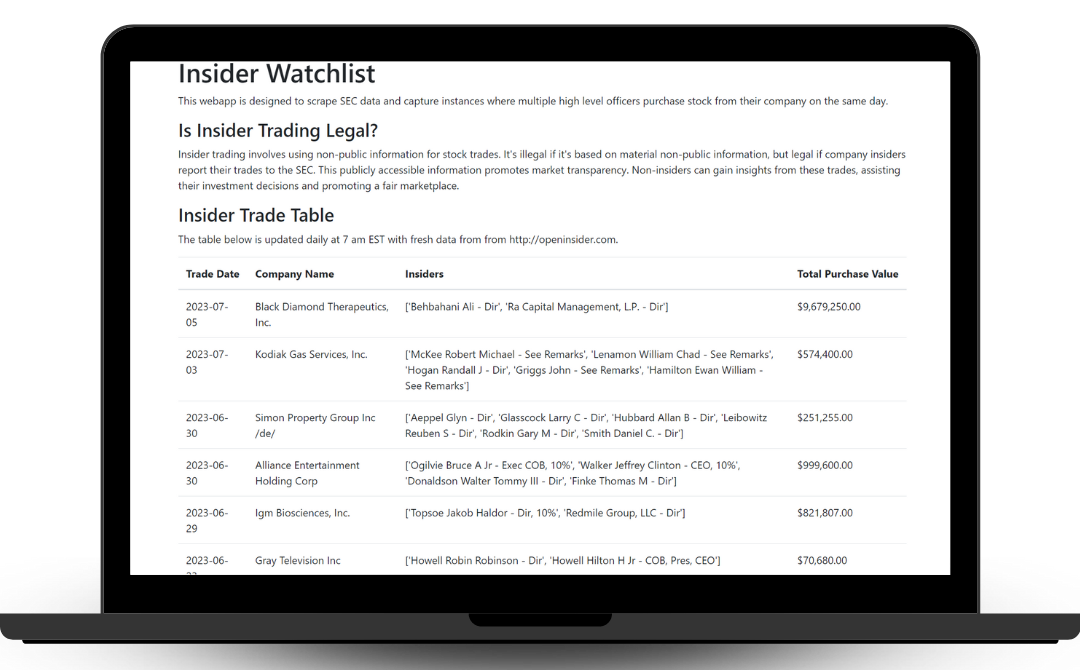 Insider Watchlist
This webapp is designed to scrape SEC data and capture instances where multiple high level officers purchase stock from their company on the same day.
Is Insider Trading Legal?
Insider trading involves using non-public information for stock trades. It's illegal if it's based on material non-public information, but legal if company insiders
report their trades to the SEC. This publicly accessible information promotes market transparency. Non-insiders can gain insights from these trades, assisting
their investment decisions and promoting a fair marketplace.
Insider Trade Table
The table below is updated daily at 7 am EST with fresh data from from http://openinsider.com.
Trade Date Company Name Insiders Total Purchase Value
2023-07- Black Diamond Therapeutics, ['Behbahani Ali - Dir', 'Ra Capital Management, L.P. - Dir'] $9,679,250.00
05 Inc.
2023-07- Kodiak Gas Services, Inc. ['McKee Robert Michael - See Remarks', 'Lenamon William Chad - See Remarks', $574,400.00
03 'Hogan Randall J - Dir', 'Griggs John - See Remarks', 'Hamilton Ewan William -
See Remarks']
2023-06- Simon Property Group Inc ['Aeppel Glyn - Dir', 'Glasscock Larry C - Dir', 'Hubbard Allan B - Dir', 'Leibowitz $251,255.00
30 /de/ Reuben S - Dir', 'Rodkin Gary M - Dir', 'Smith Daniel C. - Dir']
2023-06- Alliance Entertainment ['Ogilvie Bruce A Jr - Exec COB, 10%', 'Walker Jeffrey Clinton - CEO, 10%', $999,600.00
30 Holding Corp 'Donaldson Walter Tommy III - Dir', 'Finke Thomas M - Dir']
2023-06- Igm Biosciences, Inc. ['Topsoe Jakob Haldor - Dir, 10%', 'Redmile Group, LLC - Dir'] $821,807.00
29
2023-06- Gray Television Inc ['Howell Robin Robinson - Dir', 'Howell Hilton H Jr - COB, Pres, CEO'] $70,680.00